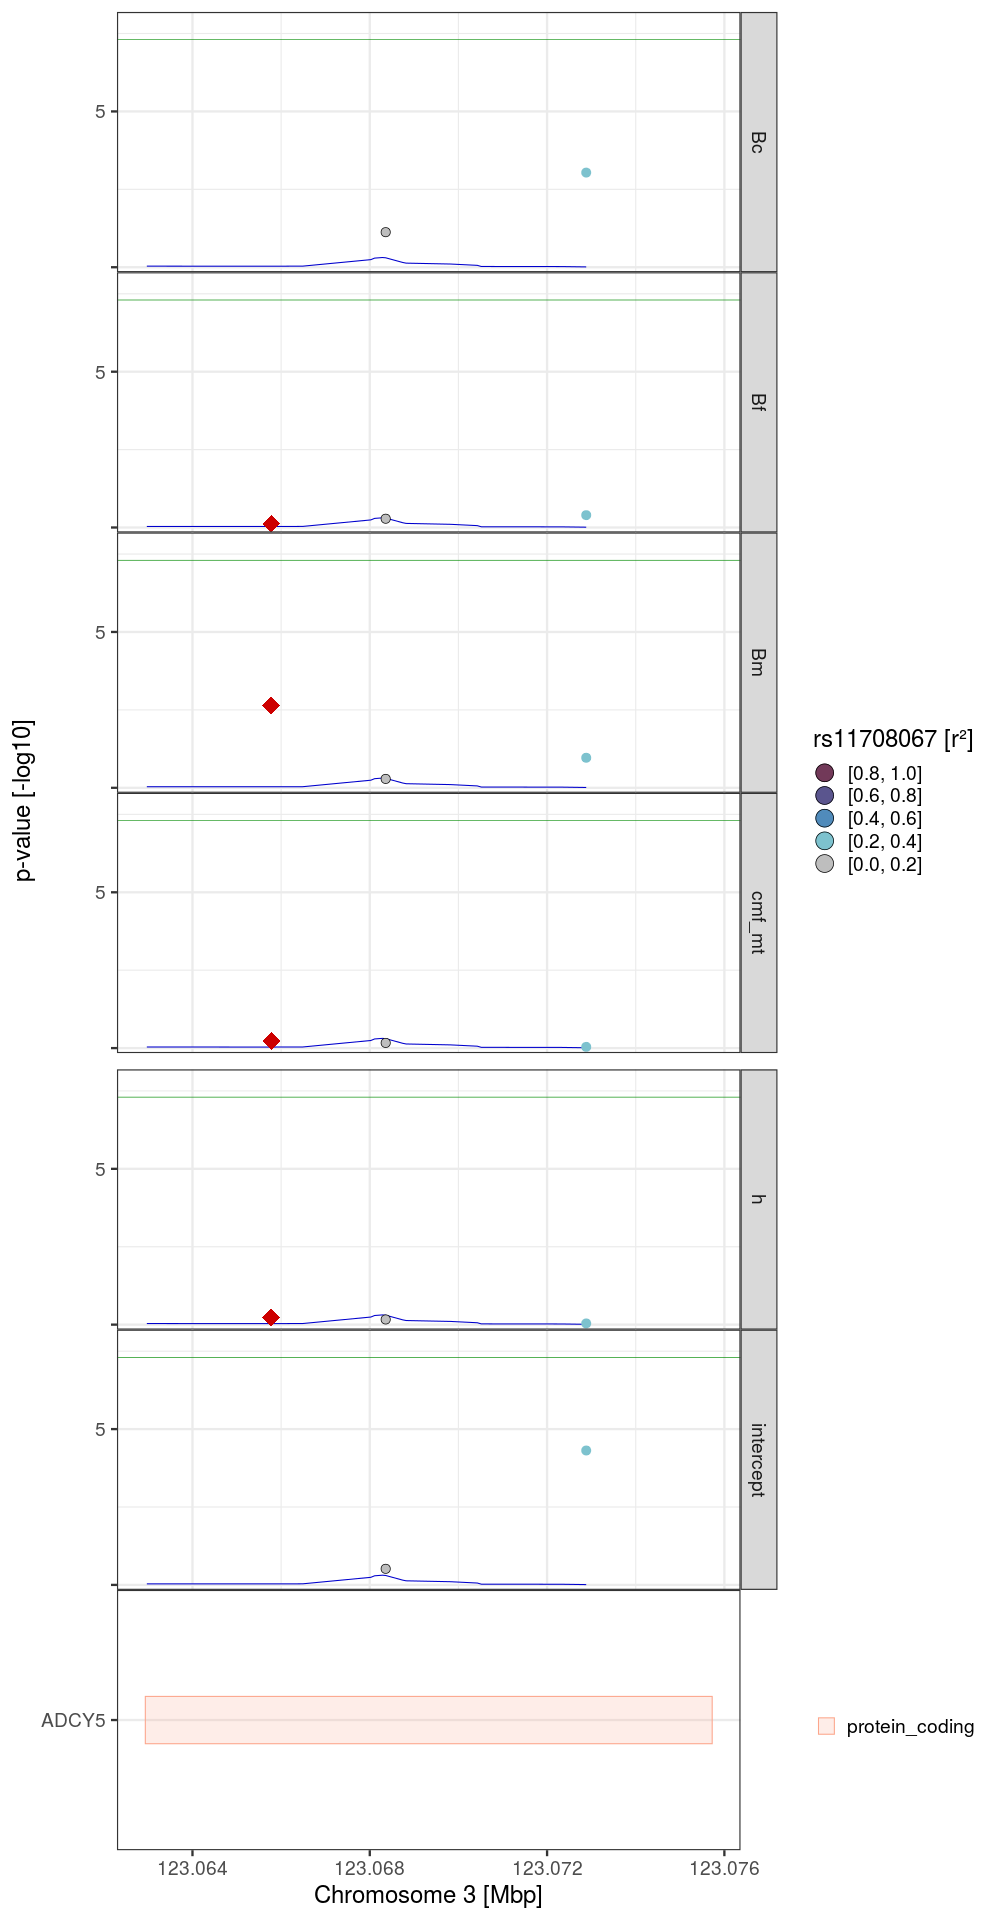 5
Bc
5
Bf
5
Bm
5
cmf_mt
5
h
5
intercept
p-value [-log10]
rs11708067 [r²]
[0.8, 1.0]
[0.6, 0.8]
[0.4, 0.6]
[0.2, 0.4]
[0.0, 0.2]
ADCY5
protein_coding
123.064 123.068 123.072 123.076
Chromosome 3 [Mbp]